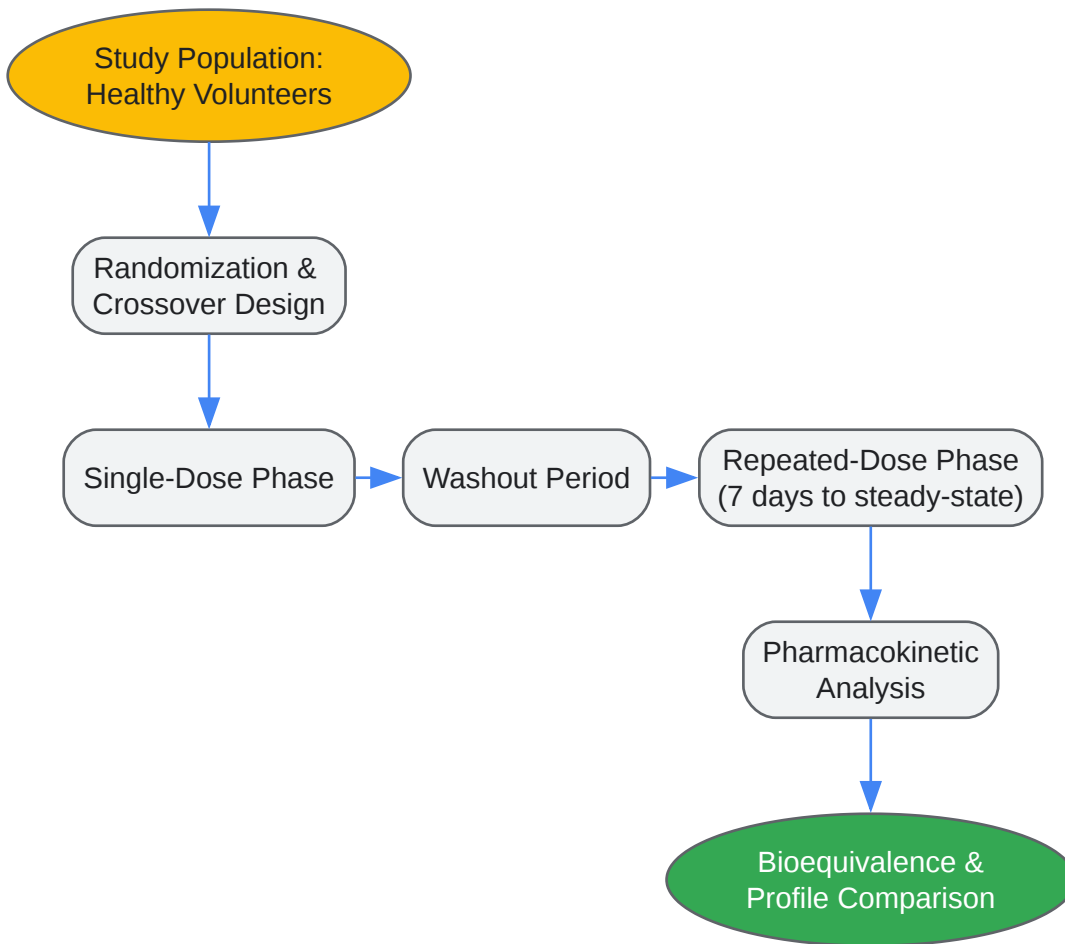 Study Population:
Healthy Volunteers
Randomization &
Crossover Design
Single-Dose Phase
Washout Period
Repeated-Dose Phase
(7 days to steady-state)
Pharmacokinetic
Analysis
Bioequivalence &
Profile Comparison